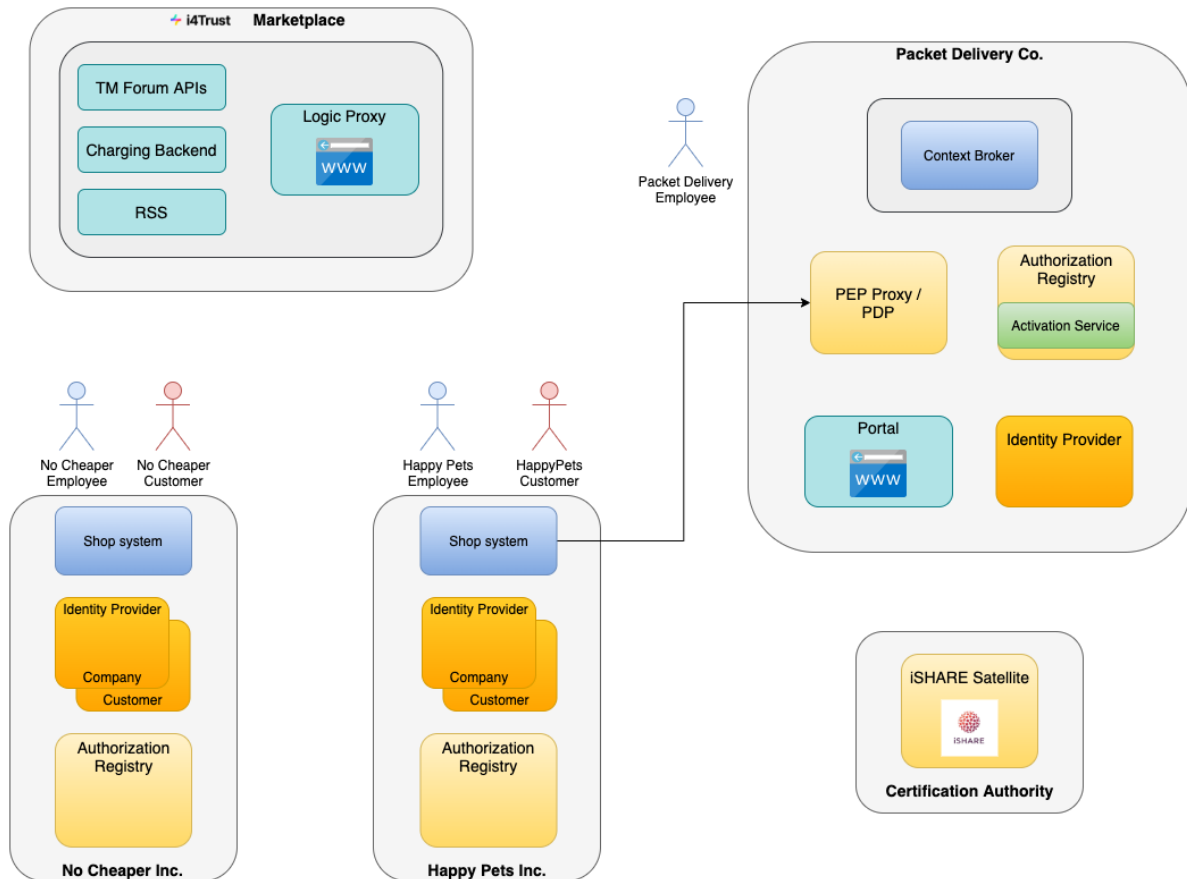 i4Trust Marketplace
TM Forum APIs
Charging Backend
RSS
Logic Proxy
WWW
Packet Delivery Co.
Packet Delivery
Employee
Context Broker
PEP Proxy /
PDP
Authorization
Registry
Activation Service
Portal
WWW
Identity Provider
No Cheaper
Employee
No Cheaper
Customer
Shop system
Identity Provider
Company
Customer
Authorization
Registry
No Cheaper Inc.
Happy Pets
Employee
HappyPets
Customer
Shop system
Identity Provider
Company
Customer
Authorization
Registry
Happy Pets Inc.
iSHARE Satellite
iSHARE
Certification Authority